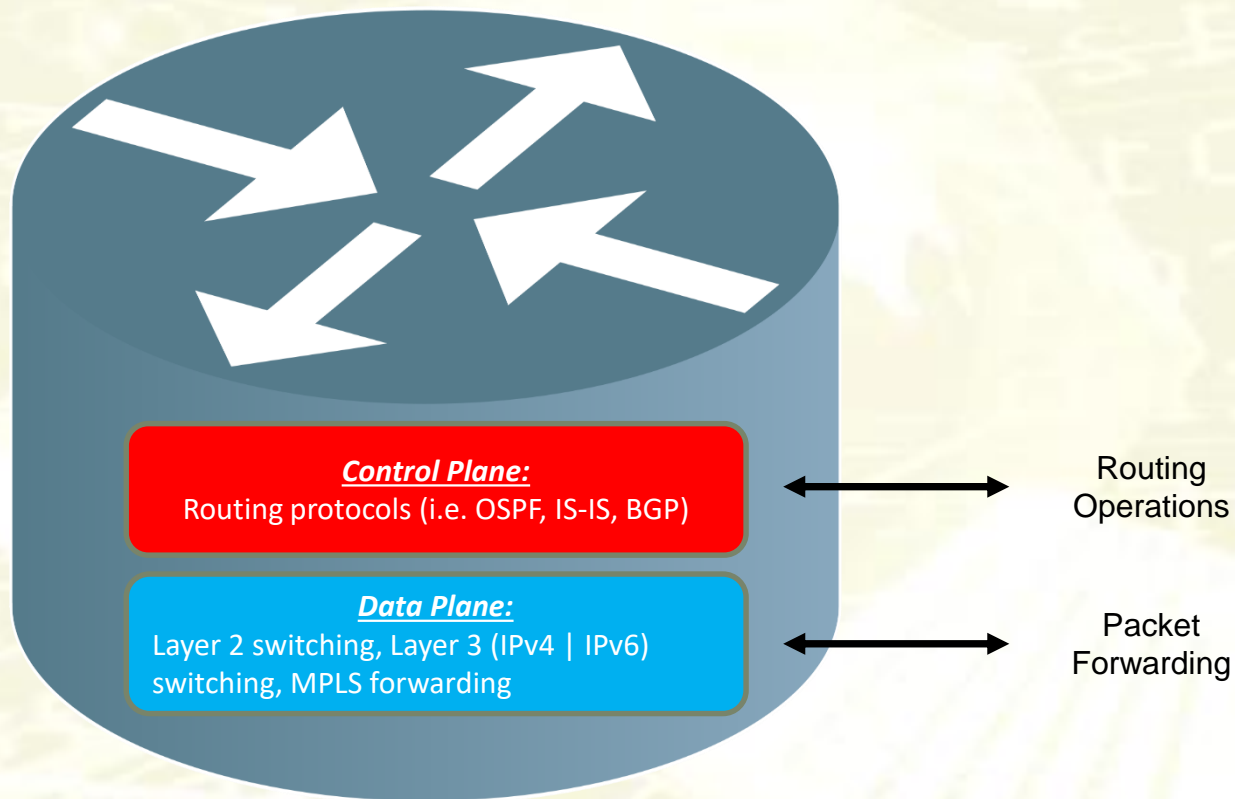 Control Plane:
Routing protocols (i.e. OSPF, IS-IS, BGP)
Routing
Operations
Data Plane:
Layer 2 switching, Layer 3 (IPv4 | IPv6)
switching, MPLS forwarding
Packet
Forwarding